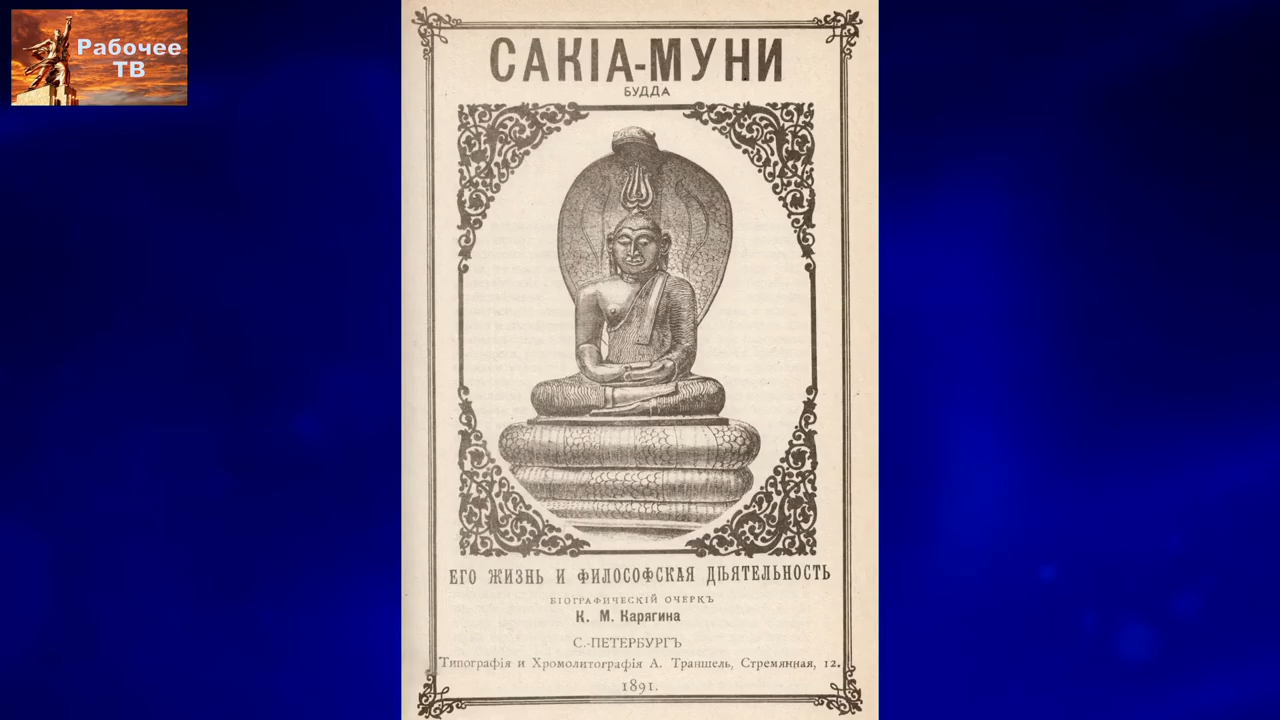 Рабочее
ТВ
САКІА-МУНИ
БУДДА
ЕГО ЖИЗНЬ И ФИЛОСОФСКАЯ ДѢЯТЕЛЬНОСТЬ
БІОГРАФИЧЕСКІЙ ОЧЕРКЪ
К. М. Карягина
С.-ПЕТЕРБУРГЪ
Типографія и Хромолитографія А. Траншель, Стремянная, 12.
1891.